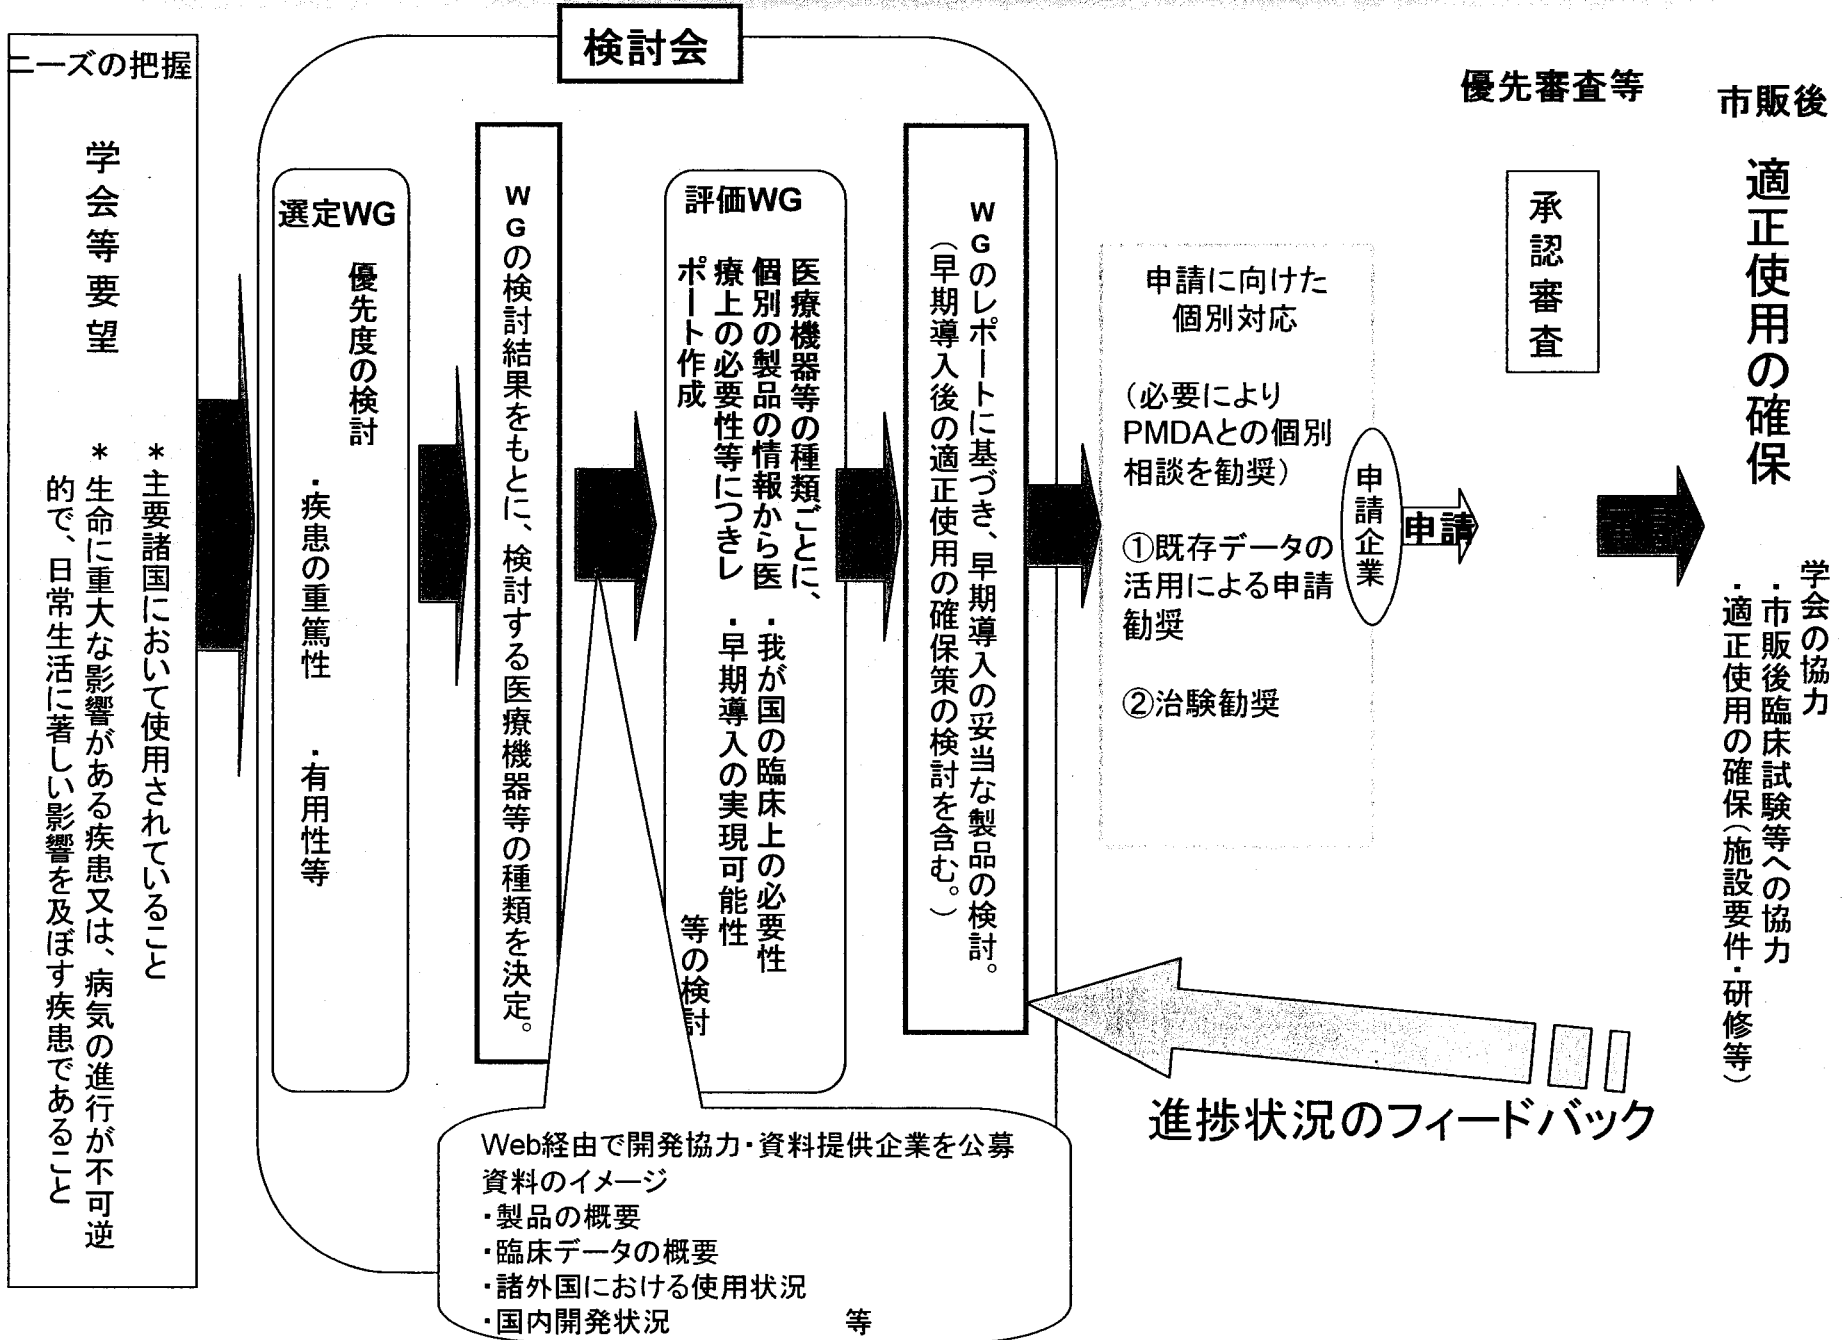 ニーズの把握
学会等要望
＊主要諸国において使用されていること
＊生命に重大な影響がある疾患又は、病気の進行が不可逆
的で、日常生活に著しい影響を及ぼす疾患であること
検討会
選定WG
優先度の検討
・疾患の重篤性　・有用性等
WGの検討結果をもとに、検討する医療機器等の種類を決定。
評価WG
医療機器等の種類ごとに、
個別の製品の情報から医
療上の必要性等につきレ
ポート作成
・我が国の臨床上の必要性
・早期導入の実現可能性
等の検討
WGのレポートに基づき、早期導入の妥当な製品の検討。
（早期導入後の適正使用の確保策の検討を含む。）
Web経由で開発協力・資料提供企業を公募
資料のイメージ
・製品の概要
・臨床データの概要
・諸外国における使用状況
・国内開発状況　等
申請に向けた
個別対応
（必要により
PMDAとの個別
相談を勧奨）
①既存データの
活用による申請
勧奨
②治験勧奨
申請企業
申請
優先審査等
承認審査
市販後
適正使用の確保
学会の協力
・市販後臨床試験等への協力
・適正使用の確保（施設要件・研修等）
進捗状況のフィードバック